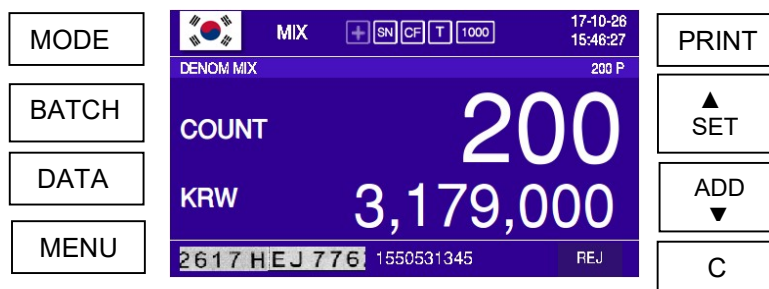 MODE
BATCH
DATA
MENU
MIX + SN CF T 1000 17-10-26
15:46:27
DENOM MIX 200 P
COUNT 200
KRW 3,179,000
2617 HEJ 776 1550531345 REJ
PRINT
▲
SET
ADD
▼
C